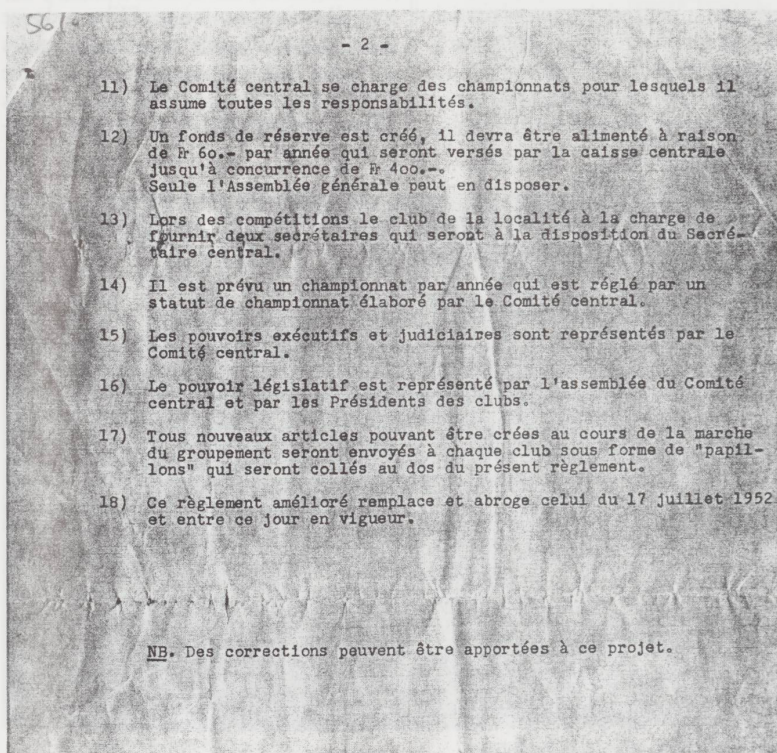 - 2 -
11) Le Comité central se charge des championnats pour lesquels il
assume toutes les responsabilités.
12) Un fonds de réserve est créé, il devra être alimenté à raison
de Fr 60.- par année qui seront versés par la caisse centrale
jusqu'à concurrence de Fr 400.-.
Seule l'Assemblée générale peut en disposer.
13) Lors des compétitions le club de la localité à la charge de
fournir deux secrétaires qui seront à la disposition du Secré-
taire central.
14) Il est prévu un championnat par année qui est réglé par un
statut de championnat élaboré par le Comité central.
15) Les pouvoirs exécutifs et judiciaires sont représentés par le
Comité central.
16) Le pouvoir législatif est représenté par l'assemblée du Comité
central et par les Présidents des clubs.
17) Tous nouveaux articles pouvant être crées au cours de la marche
du groupement seront envoyés à chaque club sous forme de "papil-
lons" qui seront collés au dos du présent règlement.
18) Ce règlement amélioré remplace et abroge celui du 17 juillet 1952
et entre ce jour en vigueur.
NB. Des corrections peuvent être apportées à ce projet.